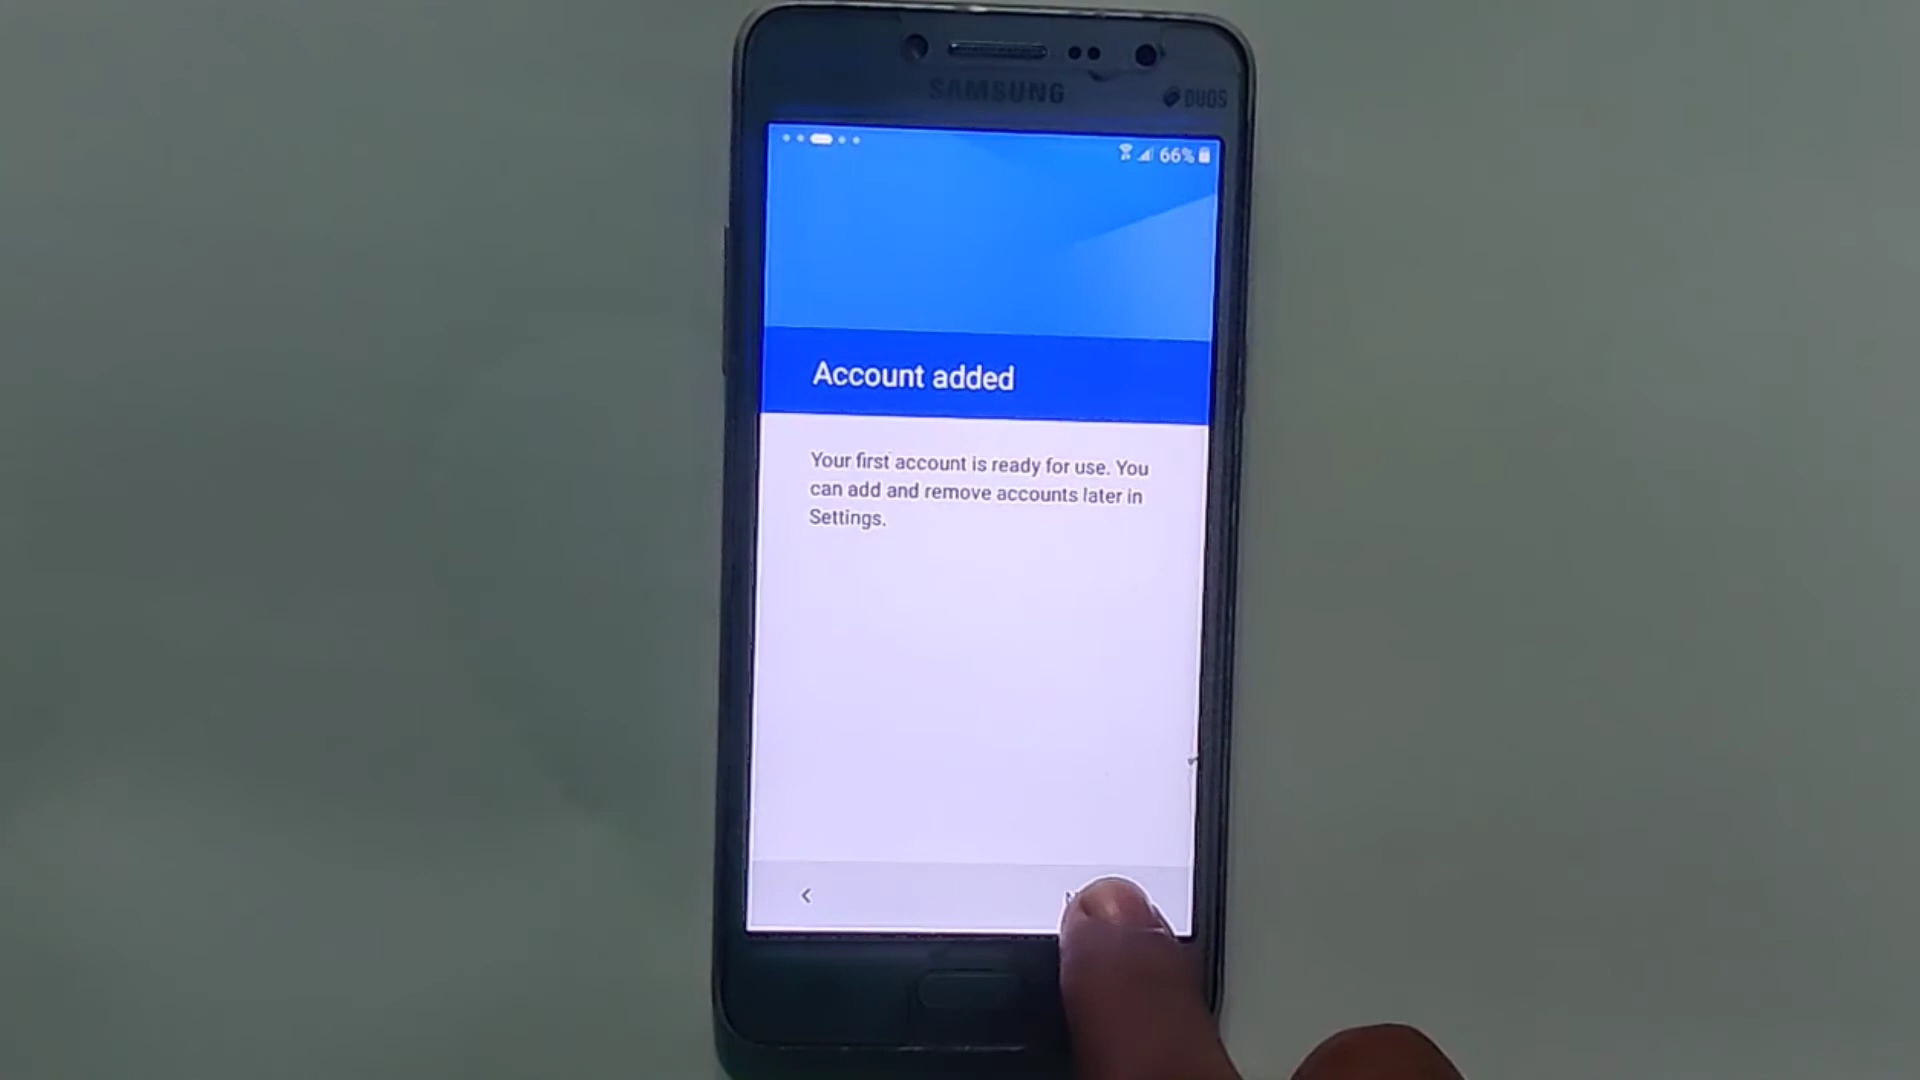 SAMSUNG
DUOS
66%
Account added
Your first account is ready for use. You
can add and remove accounts later in
Settings.